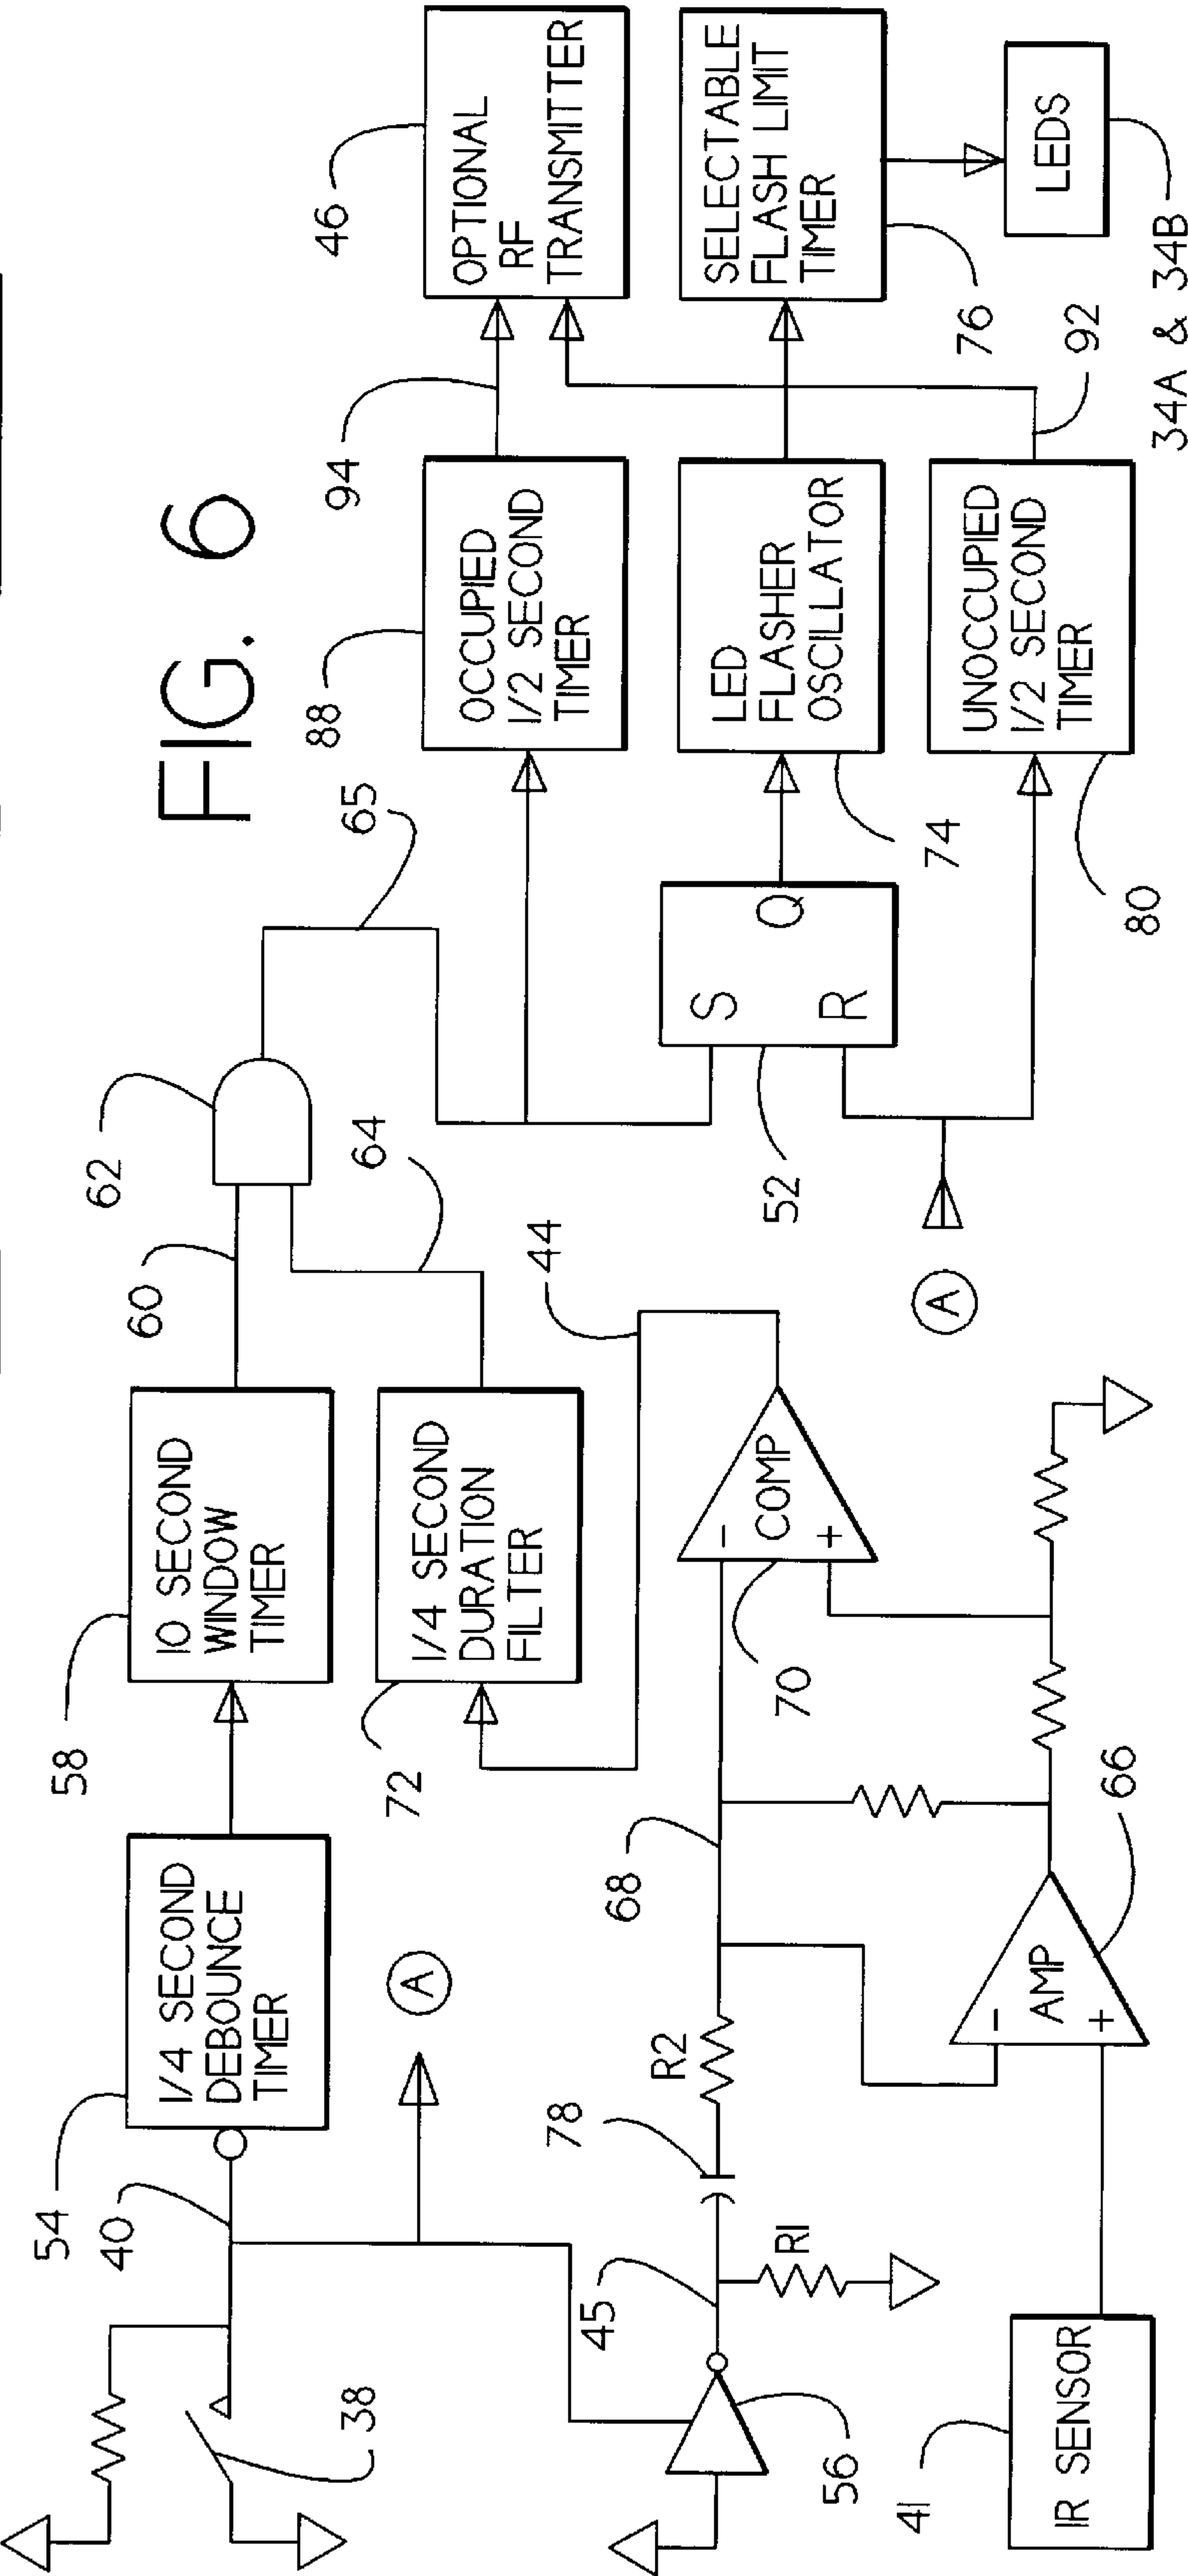 FIG. 6
54
1/4 SECOND
DEBOUNCE
TIMER
58
10 SECOND
WINDOW
TIMER
60
62
65
40
38
A
72
1/4 SECOND
DURATION
FILTER
64
44
88
OCCUPIED
1/2 SECOND
TIMER
94
46
OPTIONAL
RF
TRANSMITTER
S
Q
R
52
LED
FLASHER
OSCILLATOR
74
SELECTABLE
FLASH LIMIT
TIMER
76
A
UNOCCUPIED
1/2 SECOND
TIMER
80
92
LEDS
34A & 34B
56
45
R1
78
R2
68
-
COMP
+
70
41
IR SENSOR
-
AMP
+
66